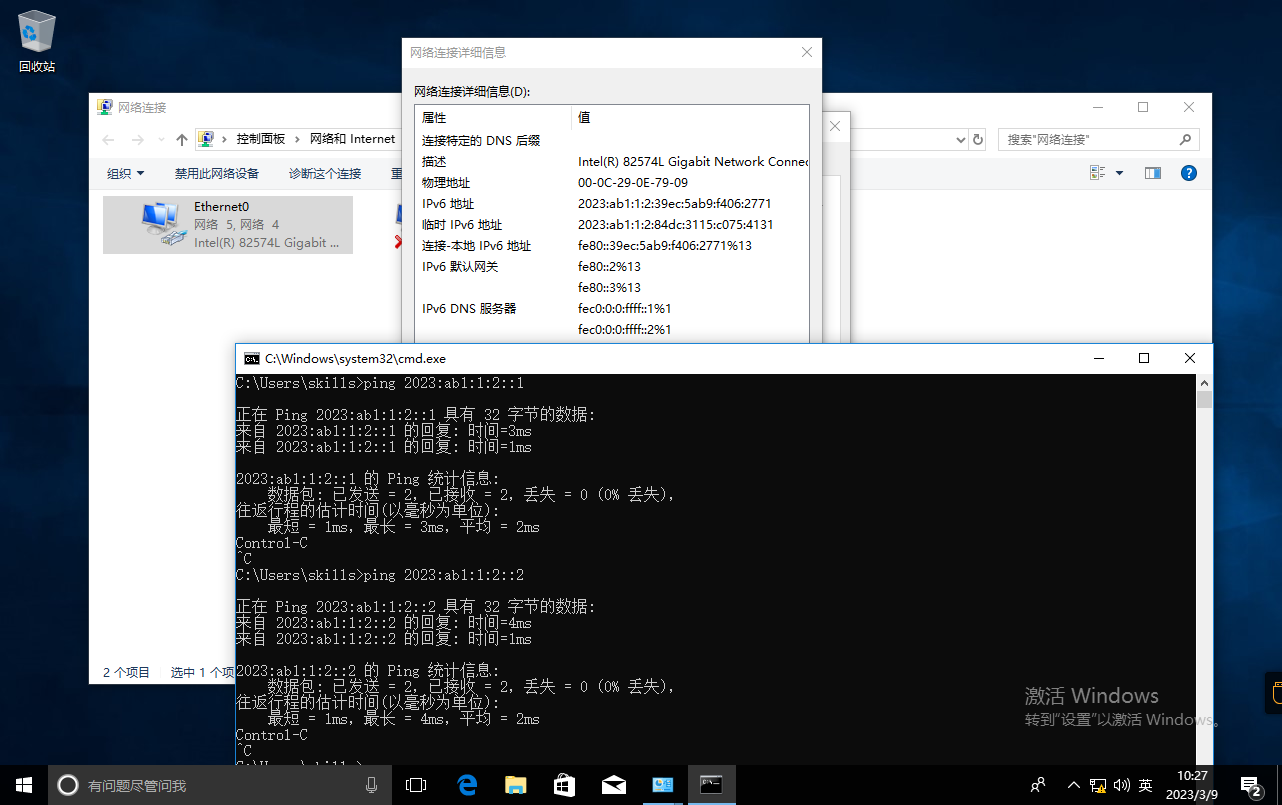 回收站
网络连接详细信息
网络连接详细信息(D):
属性 值
连接特定的 DNS 后缀
描述 Intel(R) 82574L Gigabit Network Connec
物理地址 00-0C-29-0E-79-09
IPv6 地址 2023:ab1:1:2:39ec:5ab9:f406:2771
临时 IPv6 地址 2023:ab1:1:2:84dc:3115:c075:4131
连接-本地 IPv6 地址 fe80::39ec:5ab9:f406:2771%13
IPv6 默认网关 fe80::2%13
fe80::3%13
IPv6 DNS 服务器 fec0:0:0:ffff::1%1
fec0:0:0:ffff::2%1
网络连接
控制面板 › 网络和 Internet
搜索"网络连接"
组织 禁用此网络设备 诊断这个连接 重
Ethernet0
网络 5, 网络 4
Intel(R) 82574L Gigabit ...
2 个项目 选中 1 个项
C:\Windows\system32\cmd.exe
C:\Users\skills>ping 2023:ab1:1:2::1
正在 Ping 2023:ab1:1:2::1 具有 32 字节的数据:
来自 2023:ab1:1:2::1 的回复: 时间=3ms
来自 2023:ab1:1:2::1 的回复: 时间=1ms
2023:ab1:1:2::1 的 Ping 统计信息:
数据包: 已发送 = 2，已接收 = 2，丢失 = 0 (0% 丢失)，
往返行程的估计时间(以毫秒为单位):
最短 = 1ms，最长 = 3ms，平均 = 2ms
Control-C
^C
C:\Users\skills>ping 2023:ab1:1:2::2
正在 Ping 2023:ab1:1:2::2 具有 32 字节的数据:
来自 2023:ab1:1:2::2 的回复: 时间=4ms
来自 2023:ab1:1:2::2 的回复: 时间=1ms
2023:ab1:1:2::2 的 Ping 统计信息:
数据包: 已发送 = 2，已接收 = 2，丢失 = 0 (0% 丢失)，
往返行程的估计时间(以毫秒为单位):
最短 = 1ms，最长 = 4ms，平均 = 2ms
Control-C
^C
C:\Users\skills>
激活 Windows
转到"设置"以激活 Windows。
有问题尽管问我
英
10:27
2023/3/9
2